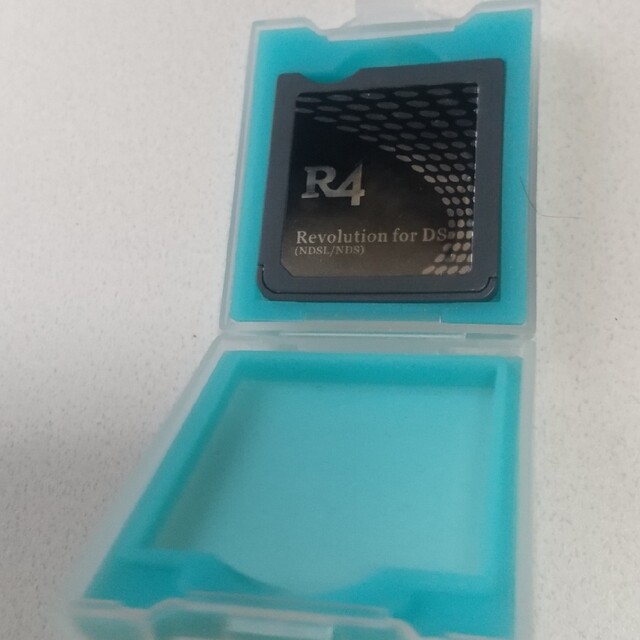 R4
Revolution for DS
(NDSL/NDS)